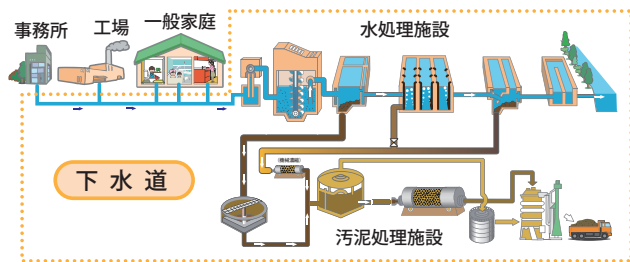 事務所
工場
一般家庭
水処理施設
機械濃縮
下水道
汚泥処理施設